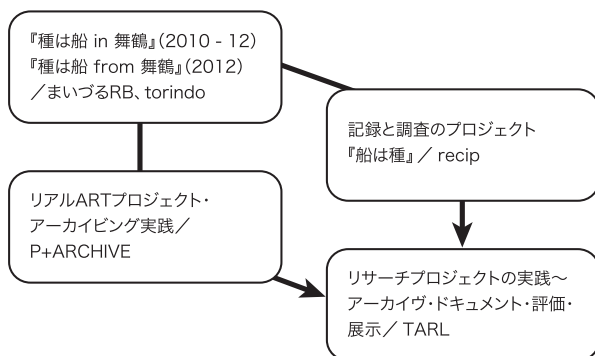 『種は船 in 舞鶴』（2010 - 12）
『種は船 from 舞鶴』（2012）
／まいづるRB、torindo
記録と調査のプロジェクト
『船は種』／ recip
リアルARTプロジェクト・
アーカイビング実践／
P+ARCHIVE
リサーチプロジェクトの実践〜
アーカイヴ・ドキュメント・評価・
展示／ TARL